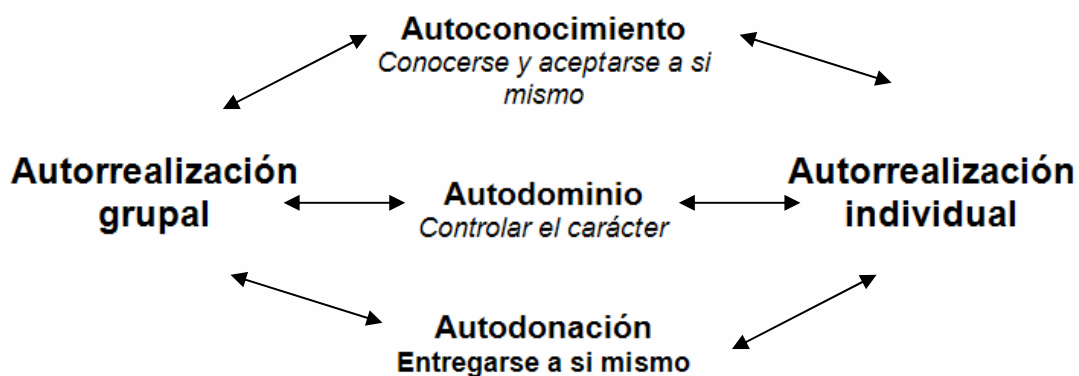 Autoconocimiento
Conocerse y aceptarse a si
mismo
Autorrealización
grupal
Autodominio
Controlar el carácter
Autorrealización
individual
Autodonación
Entregarse a si mismo